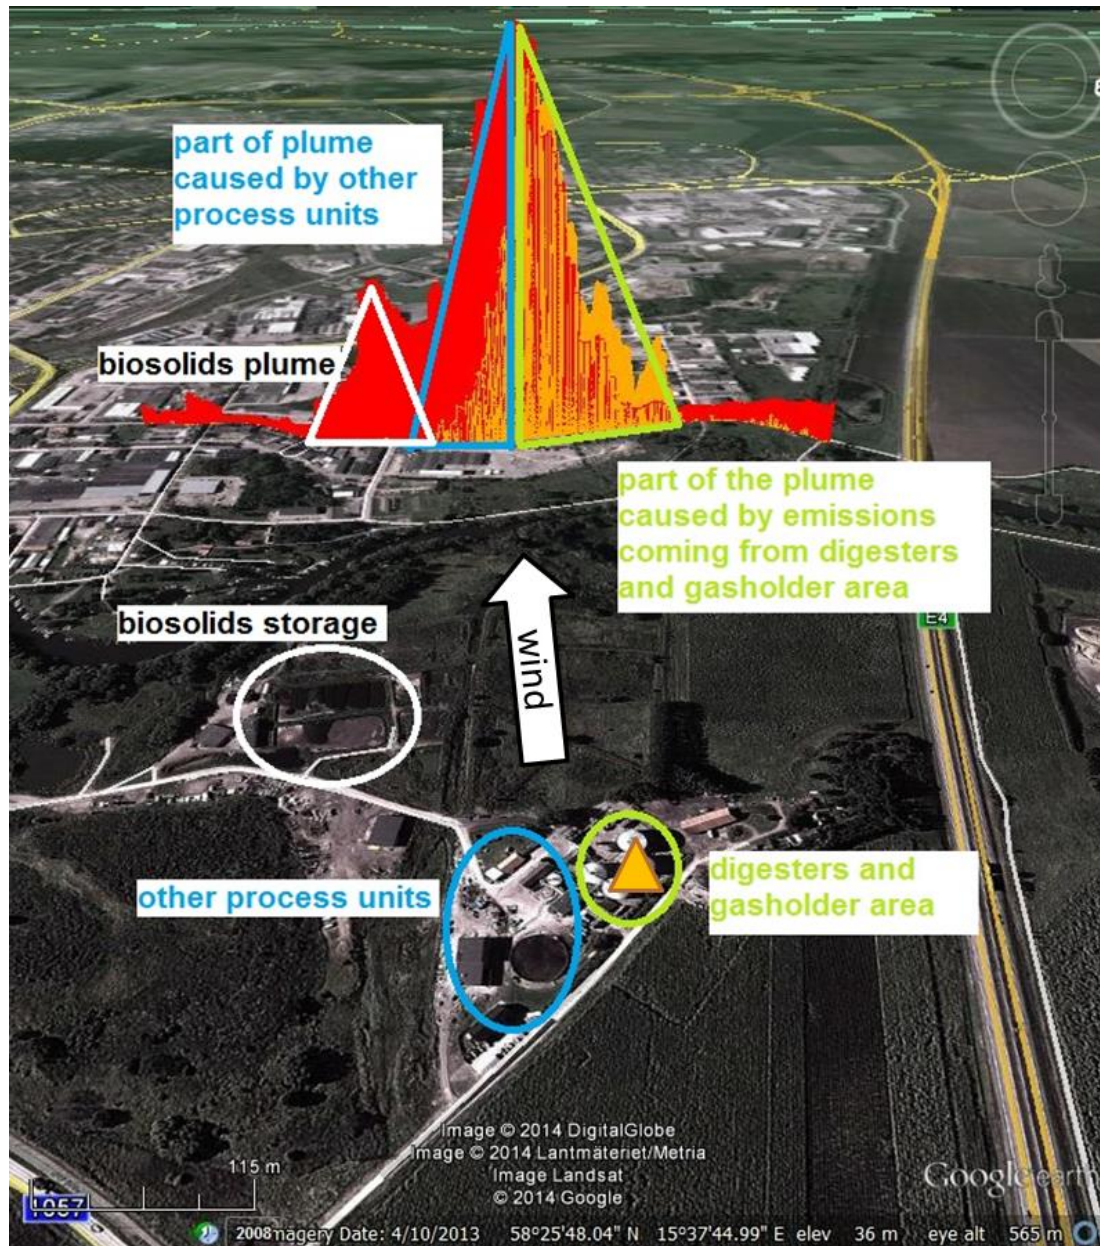 part of plume
caused by other
process units
biosolids plume
part of the plume
caused by emissions
coming from digesters
and gasholder area
biosolids storage
E4
wind
other process units
digesters and
gasholder area
Image © 2014 DigitalGlobe
Image © 2014 Lantmäteriet/Metria
Image Landsat
© 2014 Google
115 m
Google earth
1057
2008 magery Date: 4/10/2013 58°25'48.04" N 15°37'44.99" E elev 36 m eye alt 565 m